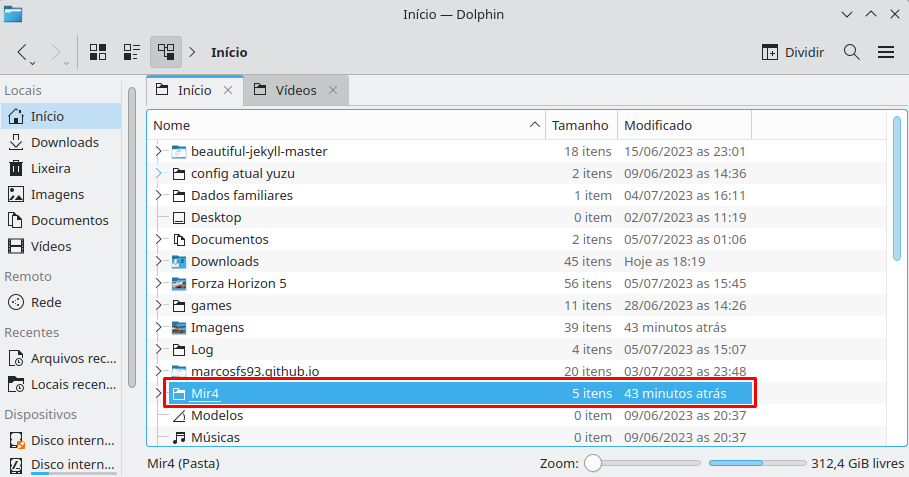 Início — Dolphin
Início
Dividir
Locais
Início
Downloads
Lixeira
Imagens
Documentos
Vídeos
Remoto
Rede
Recentes
Arquivos rec...
Locais recen...
Dispositivos
Disco intern...
Disco intern...
Início
Vídeos
Nome Tamanho Modificado
beautiful-jekyll-master 18 itens 15/06/2023 as 23:01
config atual yuzu 2 itens 09/06/2023 as 14:36
Dados familiares 1 item 04/07/2023 as 16:11
Desktop 0 item 02/07/2023 as 11:19
Documentos 2 itens 05/07/2023 as 01:06
Downloads 45 itens Hoje as 18:19
Forza Horizon 5 56 itens 05/07/2023 as 15:45
games 11 itens 28/06/2023 as 14:26
Imagens 39 itens 43 minutos atrás
Log 4 itens 05/07/2023 as 15:07
marcosfs93.github.io 20 itens 03/07/2023 as 23:48
Mir4 5 itens 43 minutos atrás
Modelos 0 item 09/06/2023 as 20:37
Músicas 0 item 09/06/2023 as 20:37
Mir4 (Pasta)
Zoom:
312,4 GiB livres